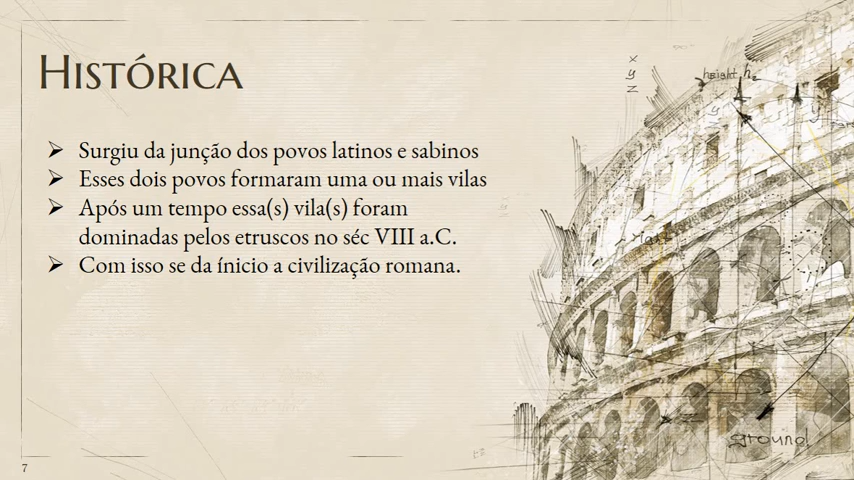 Histórica
➢ Surgiu da junção dos povos latinos e sabinos
➢ Esses dois povos formaram uma ou mais vilas
➢ Após um tempo essa(s) vila(s) foram
dominadas pelos etruscos no séc VIII a.C.
➢ Com isso se da ínicio a civilização romana.
height h
N y x
ground
7